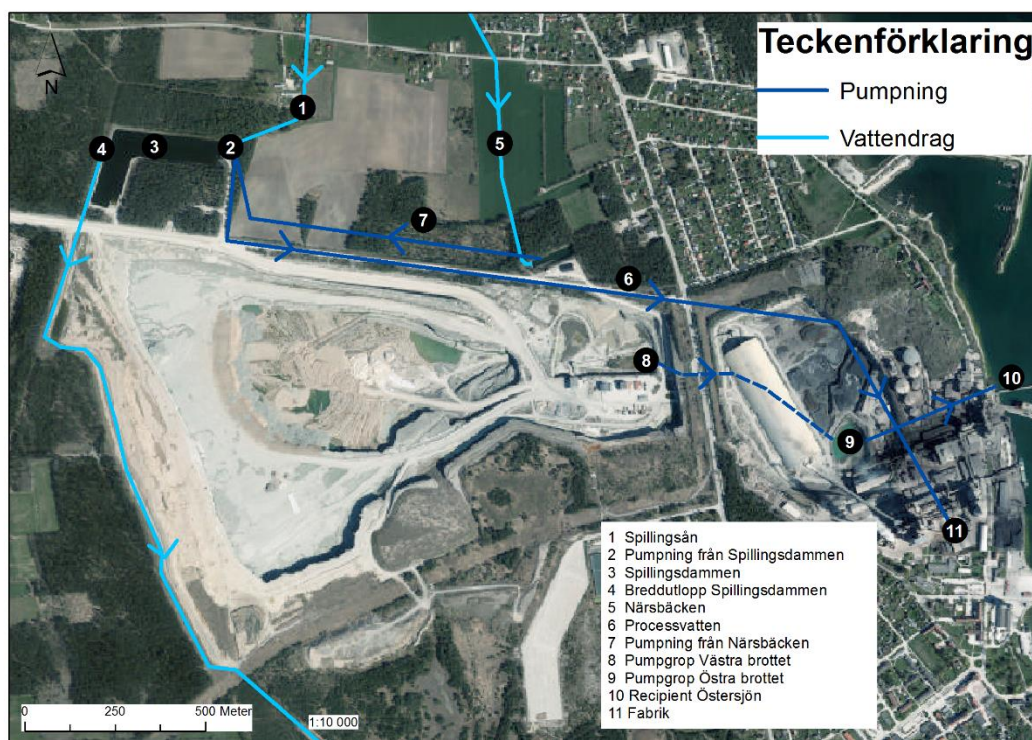 Teckenförklaring
Pumpning
Vattendrag
N
1
2
3
4
5
6
7
8
9
10
11
1 Spillingsån
2 Pumpning från Spillingsdammen
3 Spillingsdammen
4 Breddutlopp Spillingsdammen
5 Närsbäcken
6 Processvatten
7 Pumpning från Närsbäcken
8 Pumpgrop Västra brottet
9 Pumpgrop Östra brottet
10 Recipient Östersjön
11 Fabrik
0 250 500 Meter
1:10 000